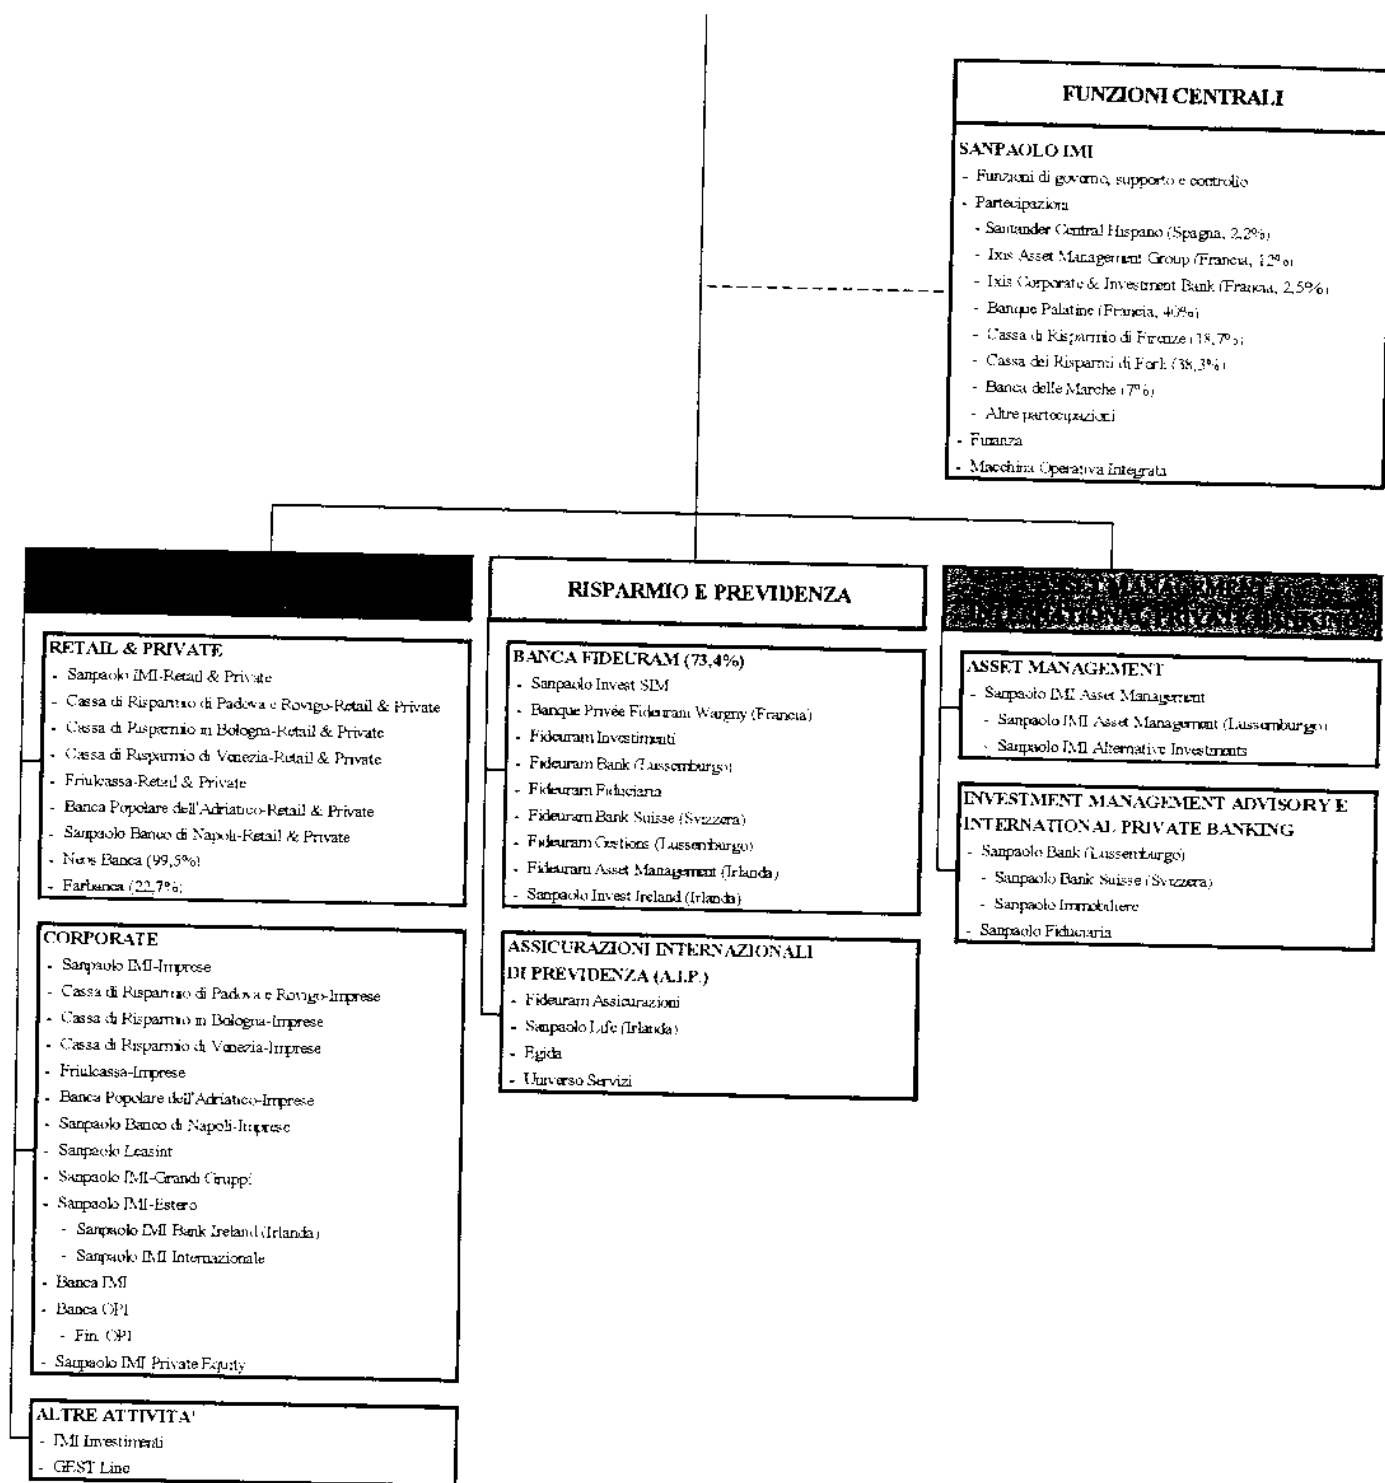 FUNZIONI CENTRALI
SANPAOLO IMI
- Funzioni di governo, supporto e controllo
- Partecipazioni
- Santander Central Hispano (Spagna, 2,2%)
- Ixis Asset Management Group (Francia, 12%)
- Ixis Corporate & Investment Bank (Francia, 2,5%)
- Banque Palatine (Francia, 40%)
- Cassa di Risparmio di Firenze (18,7%)
- Cassa dei Risparmi di Forlì (38,3%)
- Banca delle Marche (7%)
- Altre partecipazioni
- Finanza
- Macchina Operativa Integrata
RETAIL & PRIVATE
- Sanpaolo IMI-Retail & Private
- Cassa di Risparmio di Padova e Rovigo-Retail & Private
- Cassa di Risparmio in Bologna-Retail & Private
- Cassa di Risparmio di Venezia-Retail & Private
- Friulcassa-Retail & Private
- Banca Popolare dell'Adriatico-Retail & Private
- Sanpaolo Banco di Napoli-Retail & Private
- Neos Banca (99,5%)
- Farbanca (22,7%)
CORPORATE
- Sanpaolo IMI-Imprese
- Cassa di Risparmio di Padova e Rovigo-Imprese
- Cassa di Risparmio in Bologna-Imprese
- Cassa di Risparmio di Venezia-Imprese
- Friulcassa-Imprese
- Banca Popolare dell'Adriatico-Imprese
- Sanpaolo Banco di Napoli-Imprese
- Sanpaolo Leasint
- Sanpaolo IMI-Grandi Gruppi
- Sanpaolo IMI-Estero
- Sanpaolo IMI Bank Ireland (Irlanda)
- Sanpaolo IMI Internazionale
- Banca IMI
- Banca OPI
- Fin. OPI
- Sanpaolo IMI Private Equity
ALTRE ATTIVITA'
- IMI Investimenti
- GEST Line
RISPARMIO E PREVIDENZA
BANCA FIDEURAM (73,4%)
- Sanpaolo Invest SIM
- Banque Privée Fideuram Wargny (Francia)
- Fideuram Investimenti
- Fideuram Bank (Lussemburgo)
- Fideuram Fiduciaria
- Fideuram Bank Suisse (Svizzera)
- Fideuram Gestions (Lussemburgo)
- Fideuram Asset Management (Irlanda)
- Sanpaolo Invest Ireland (Irlanda)
ASSICURAZIONI INTERNAZIONALI
DI PREVIDENZA (A.I.P.)
- Fideuram Assicurazioni
- Sanpaolo Life (Irlanda)
- Egida
- Universo Servizi
MANAGEMENT
PRIVATE BANKING
ASSET MANAGEMENT
- Sanpaolo IMI Asset Management
- Sanpaolo IMI Asset Management (Lussemburgo)
- Sanpaolo IMI Alternative Investments
INVESTMENT MANAGEMENT ADVISORY E
INTERNATIONAL PRIVATE BANKING
- Sanpaolo Bank (Lussemburgo)
- Sanpaolo Bank Suisse (Svizzera)
- Sanpaolo Immobiliere
- Sanpaolo Fiduciaria